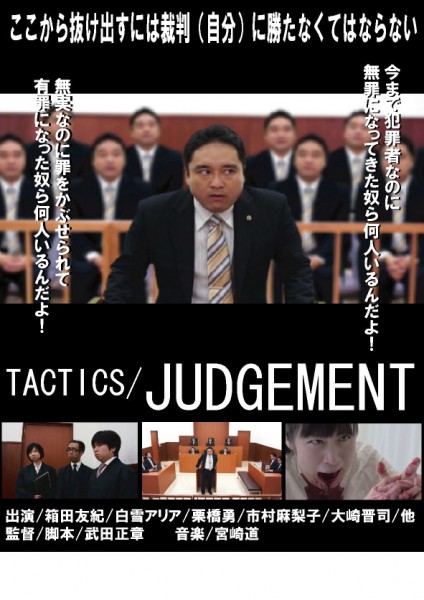 ここから抜け出すには裁判（自分）に勝たなくてはならない
今まで犯罪者なのに
無罪になってきた奴ら何人いるんだよ！
無実なのに罪をかぶせられて
有罪になった奴ら何人いるんだよ！
TACTICS/JUDGEMENT
出演/箱田友紀/白雪アリア/栗橋勇/市村麻梨子/大崎晋司/他
監督/脚本/武田正章　音楽/宮崎道